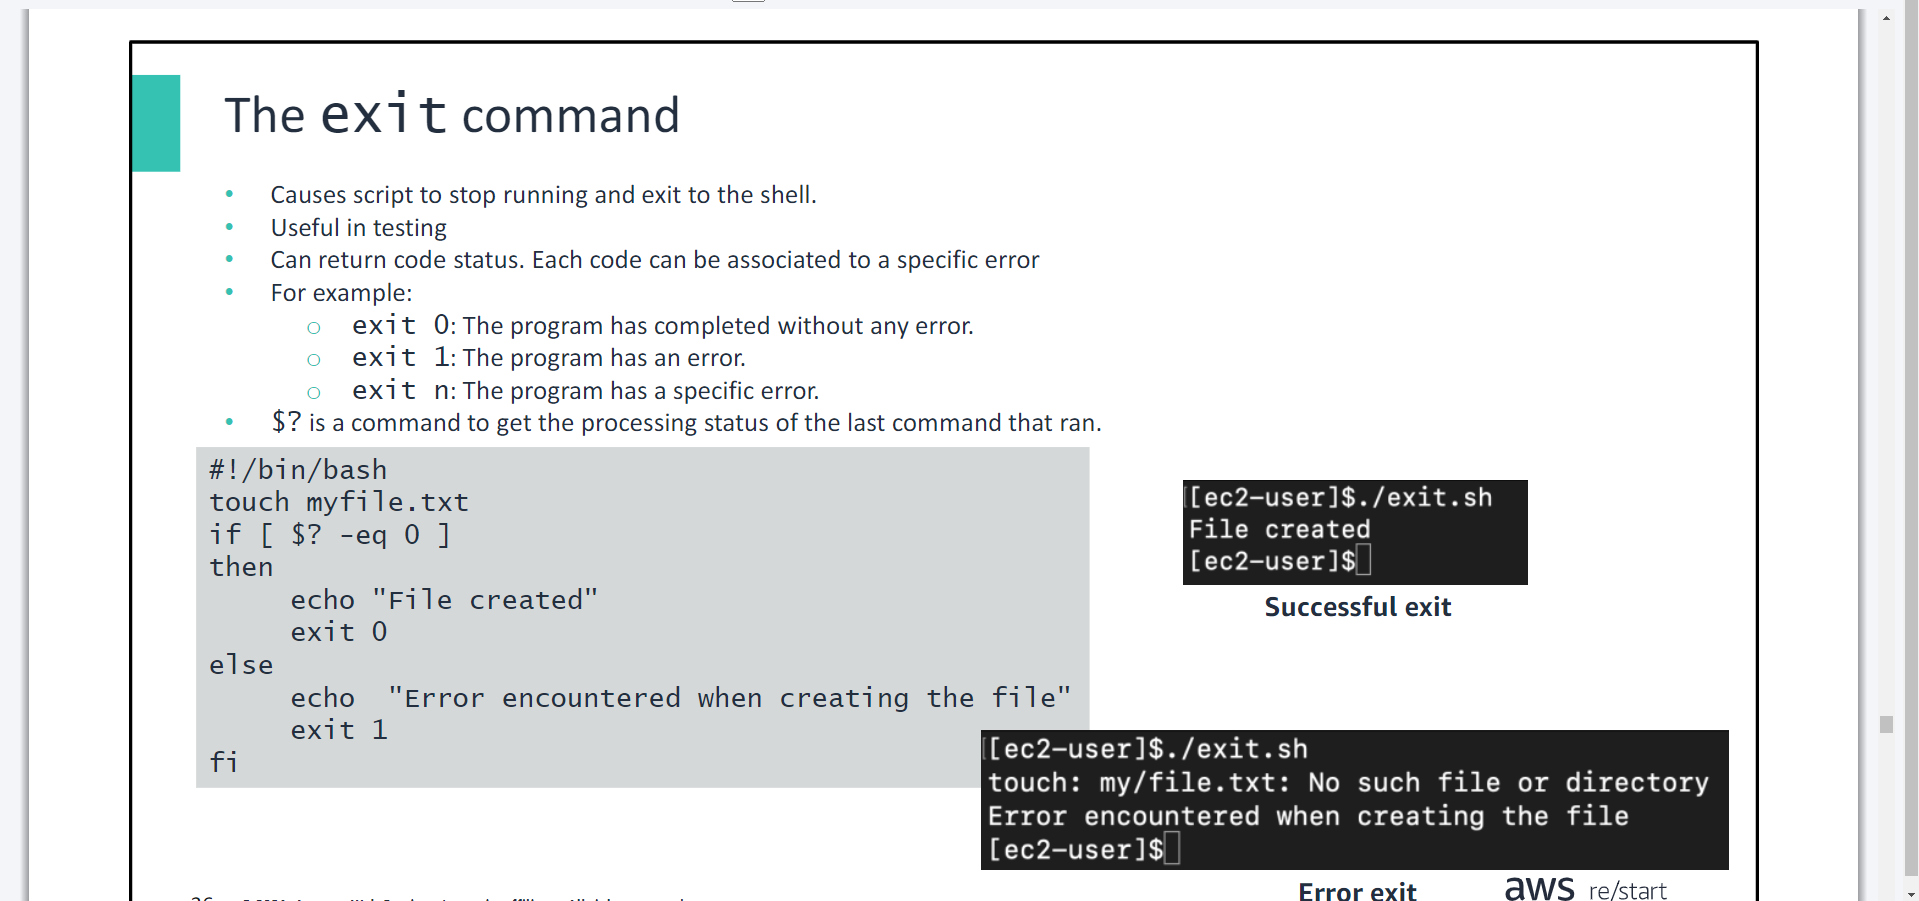 The exit command
Causes script to stop running and exit to the shell.
Useful in testing
Can return code status. Each code can be associated to a specific error
For example:
exit 0: The program has completed without any error.
exit 1: The program has an error.
exit n: The program has a specific error.
$? is a command to get the processing status of the last command that ran.
#!/bin/bash
touch myfile.txt
if [ $? -eq 0 ]
then
echo "File created"
exit 0
else
echo "Error encountered when creating the file"
exit 1
fi
[ec2-user]$./exit.sh
File created
[ec2-user]$
Successful exit
[ec2-user]$./exit.sh
touch: my/file.txt: No such file or directory
Error encountered when creating the file
[ec2-user]$
Error exit
aws re/start